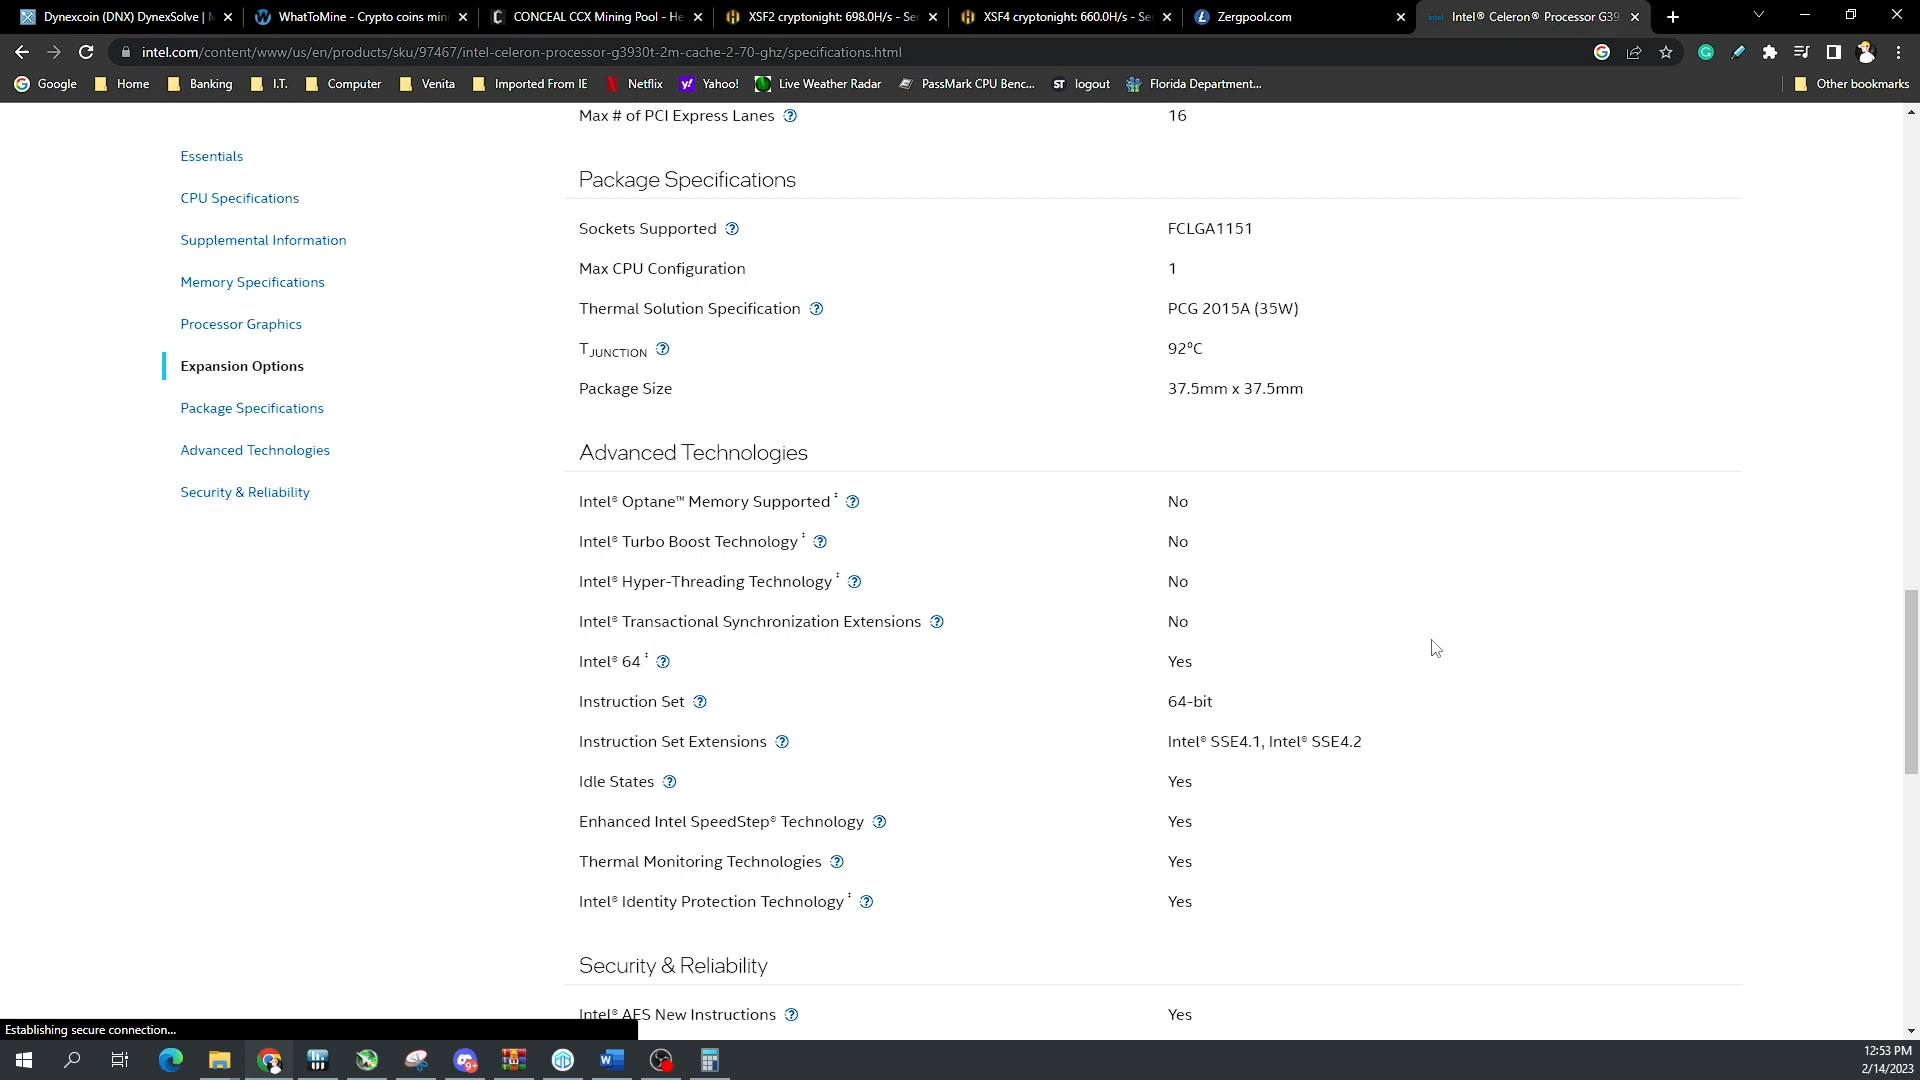 Dynexcoin (DNX) DynexSolve |
WhatToMine - Crypto coins min
CONCEAL CCX Mining Pool - He
XSF2 cryptonight: 698.0H/s - Se
XSF4 cryptonight: 660.0H/s - Se
Zergpool.com
Intel® Celeron® Processor G39
intel.com/content/www/us/en/products/sku/97467/intel-celeron-processor-g3930t-2m-cache-2-70-ghz/specifications.html
Google Home Banking I.T. Computer Venita Imported From IE Netflix Yahoo! Live Weather Radar PassMark CPU Benc... logout Florida Department... Other bookmarks
Max # of PCI Express Lanes 16
Essentials
CPU Specifications
Supplemental Information
Memory Specifications
Processor Graphics
Expansion Options
Package Specifications
Advanced Technologies
Security & Reliability
Package Specifications
Sockets Supported FCLGA1151
Max CPU Configuration 1
Thermal Solution Specification PCG 2015A (35W)
TJUNCTION 92°C
Package Size 37.5mm x 37.5mm
Advanced Technologies
Intel® Optane™ Memory Supported ‡ No
Intel® Turbo Boost Technology ‡ No
Intel® Hyper-Threading Technology ‡ No
Intel® Transactional Synchronization Extensions No
Intel® 64 ‡ Yes
Instruction Set 64-bit
Instruction Set Extensions Intel® SSE4.1, Intel® SSE4.2
Idle States Yes
Enhanced Intel SpeedStep® Technology Yes
Thermal Monitoring Technologies Yes
Intel® Identity Protection Technology ‡ Yes
Security & Reliability
Intel® AES New Instructions Yes
Establishing secure connection...
9+
12:53 PM
2/14/2023